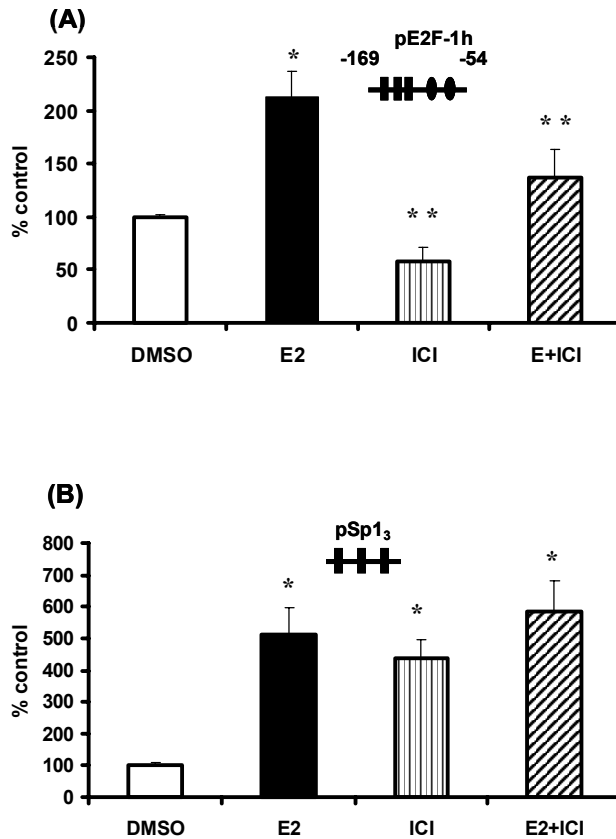 (A)
pE2F-1h
-169 -54
250
200
150
100
50
0
% control
*
* *
* *
DMSO E2 ICI E+ICI
(B)
pSp1₃
800
700
600
500
400
300
200
100
0
% control
*
*
*
DMSO E2 ICI E2+ICI